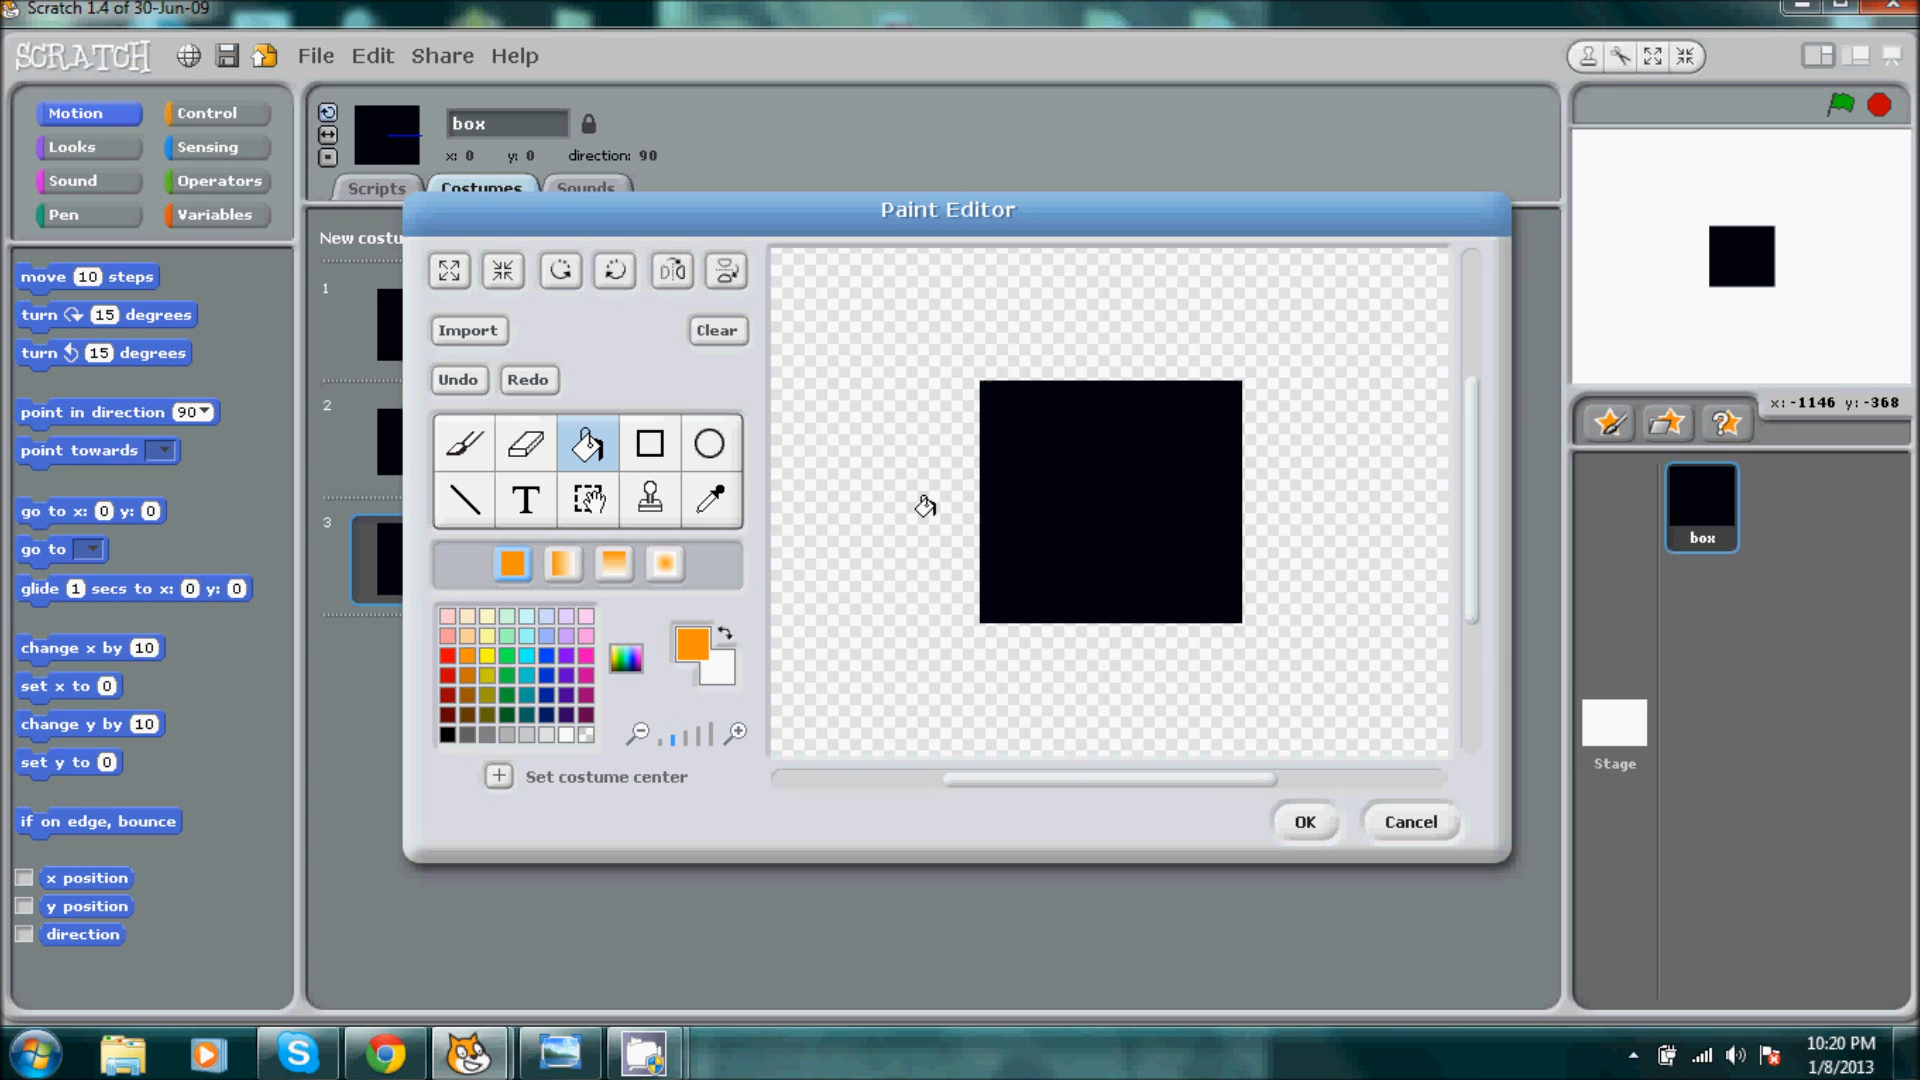 Scratch 1.4 of 30-Jun-09
SCRATCH File Edit Share Help
Motion Control
Looks Sensing
Sound Operators
Pen Variables
box
x: 0 y: 0 direction: 90
Scripts Costumes Sounds
New costu
1
2
3
move 10 steps
turn 15 degrees
turn 15 degrees
point in direction 90
point towards
go to x: 0 y: 0
go to
glide 1 secs to x: 0 y: 0
change x by 10
set x to 0
change y by 10
set y to 0
if on edge, bounce
x position
y position
direction
Paint Editor
Import Clear
Undo Redo
T
Set costume center
OK Cancel
x: -1146 y: -368
box
Stage
10:20 PM
1/8/2013